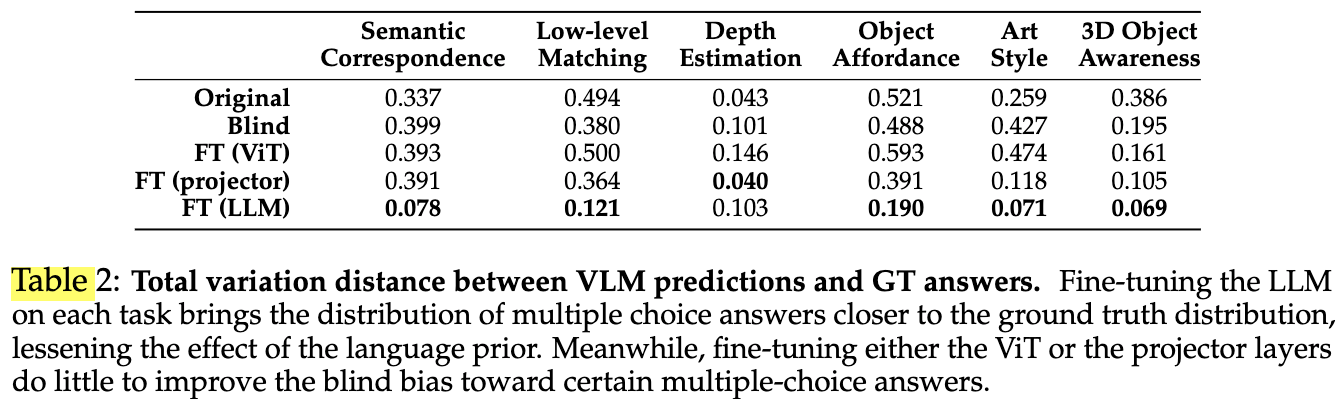 Semantic Correspondence Low-level Matching Depth Estimation Object Affordance Art Style 3D Object Awareness
Original 0.337 0.494 0.043 0.521 0.259 0.386
Blind 0.399 0.380 0.101 0.488 0.427 0.195
FT (ViT) 0.393 0.500 0.146 0.593 0.474 0.161
FT (projector) 0.391 0.364 0.040 0.391 0.118 0.105
FT (LLM) 0.078 0.121 0.103 0.190 0.071 0.069
Table 2: Total variation distance between VLM predictions and GT answers. Fine-tuning the LLM
on each task brings the distribution of multiple choice answers closer to the ground truth distribution,
lessening the effect of the language prior. Meanwhile, fine-tuning either the ViT or the projector layers
do little to improve the blind bias toward certain multiple-choice answers.